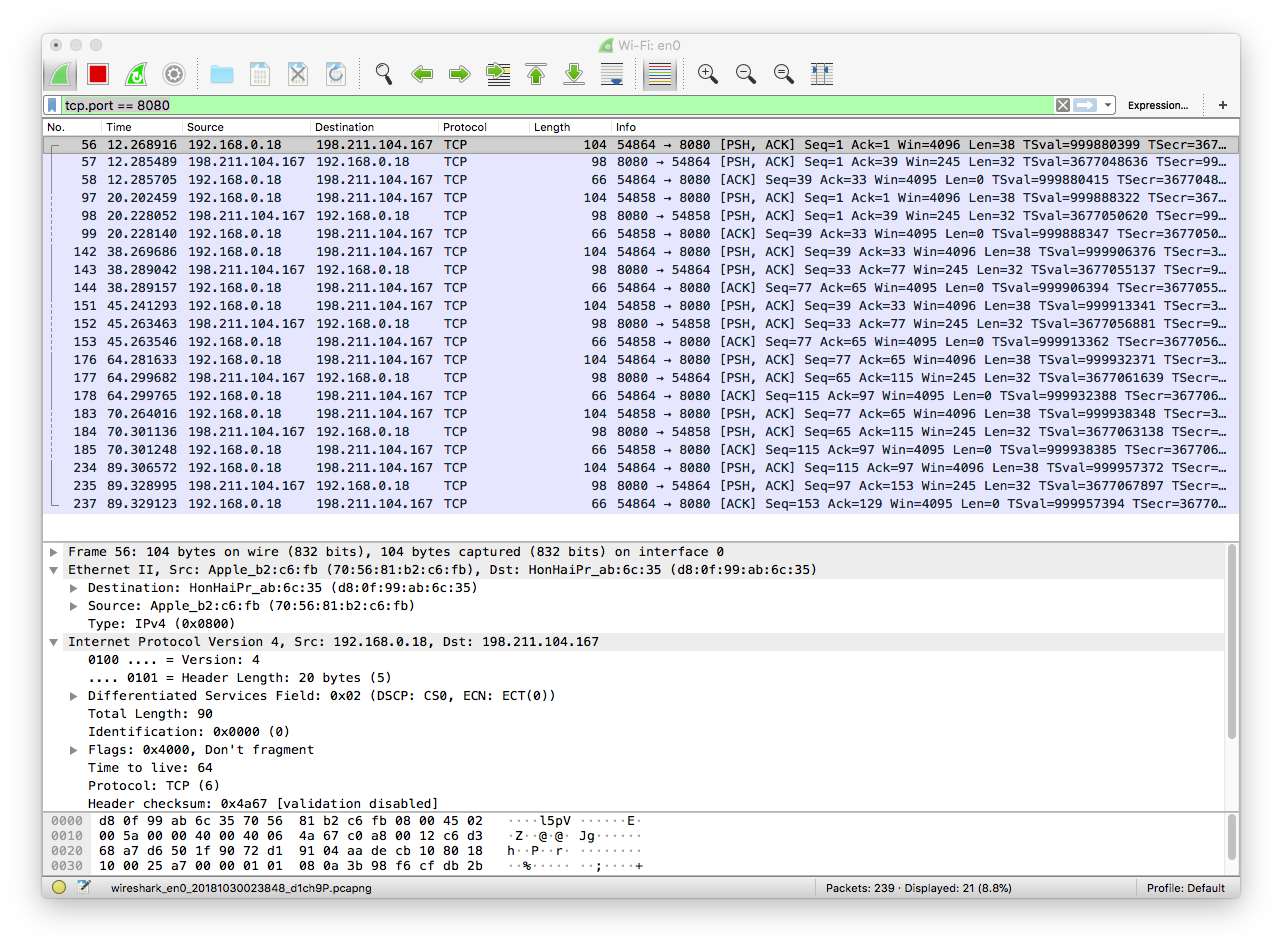 Wi-Fi: en0
tcp.port == 8080
Expression...
+
No. Time Source Destination Protocol Length Info
56 12.268916 192.168.0.18 198.211.104.167 TCP 104 54864 → 8080 [PSH, ACK] Seq=1 Ack=1 Win=4096 Len=38 TSval=999880399 TSecr=367…
57 12.285489 198.211.104.167 192.168.0.18 TCP 98 8080 → 54864 [PSH, ACK] Seq=1 Ack=39 Win=245 Len=32 TSval=3677048636 TSecr=99…
58 12.285705 192.168.0.18 198.211.104.167 TCP 66 54864 → 8080 [ACK] Seq=39 Ack=33 Win=4095 Len=0 TSval=999880415 TSecr=3677048…
97 20.202459 192.168.0.18 198.211.104.167 TCP 104 54858 → 8080 [PSH, ACK] Seq=1 Ack=1 Win=4096 Len=38 TSval=999888322 TSecr=367…
98 20.228052 198.211.104.167 192.168.0.18 TCP 98 8080 → 54858 [PSH, ACK] Seq=1 Ack=39 Win=245 Len=32 TSval=3677050620 TSecr=99…
99 20.228140 192.168.0.18 198.211.104.167 TCP 66 54858 → 8080 [ACK] Seq=39 Ack=33 Win=4095 Len=0 TSval=999888347 TSecr=3677050…
142 38.269686 192.168.0.18 198.211.104.167 TCP 104 54864 → 8080 [PSH, ACK] Seq=39 Ack=33 Win=4096 Len=38 TSval=999906376 TSecr=3…
143 38.289042 198.211.104.167 192.168.0.18 TCP 98 8080 → 54864 [PSH, ACK] Seq=33 Ack=77 Win=245 Len=32 TSval=3677055137 TSecr=9…
144 38.289157 192.168.0.18 198.211.104.167 TCP 66 54864 → 8080 [ACK] Seq=77 Ack=65 Win=4095 Len=0 TSval=999906394 TSecr=3677055…
151 45.241293 192.168.0.18 198.211.104.167 TCP 104 54858 → 8080 [PSH, ACK] Seq=39 Ack=33 Win=4096 Len=38 TSval=999913341 TSecr=3…
152 45.263463 198.211.104.167 192.168.0.18 TCP 98 8080 → 54858 [PSH, ACK] Seq=33 Ack=77 Win=245 Len=32 TSval=3677056881 TSecr=9…
153 45.263546 192.168.0.18 198.211.104.167 TCP 66 54858 → 8080 [ACK] Seq=77 Ack=65 Win=4095 Len=0 TSval=999913362 TSecr=3677056…
176 64.281633 192.168.0.18 198.211.104.167 TCP 104 54864 → 8080 [PSH, ACK] Seq=77 Ack=65 Win=4096 Len=38 TSval=999932371 TSecr=3…
177 64.299682 198.211.104.167 192.168.0.18 TCP 98 8080 → 54864 [PSH, ACK] Seq=65 Ack=115 Win=245 Len=32 TSval=3677061639 TSecr=…
178 64.299765 192.168.0.18 198.211.104.167 TCP 66 54864 → 8080 [ACK] Seq=115 Ack=97 Win=4095 Len=0 TSval=999932388 TSecr=367706…
183 70.264016 192.168.0.18 198.211.104.167 TCP 104 54858 → 8080 [PSH, ACK] Seq=77 Ack=65 Win=4096 Len=38 TSval=999938348 TSecr=3…
184 70.301136 198.211.104.167 192.168.0.18 TCP 98 8080 → 54858 [PSH, ACK] Seq=65 Ack=115 Win=245 Len=32 TSval=3677063138 TSecr=…
185 70.301248 192.168.0.18 198.211.104.167 TCP 66 54858 → 8080 [ACK] Seq=115 Ack=97 Win=4095 Len=0 TSval=999938385 TSecr=367706…
234 89.306572 192.168.0.18 198.211.104.167 TCP 104 54864 → 8080 [PSH, ACK] Seq=115 Ack=97 Win=4096 Len=38 TSval=999957372 TSecr=…
235 89.328995 198.211.104.167 192.168.0.18 TCP 98 8080 → 54864 [PSH, ACK] Seq=97 Ack=153 Win=245 Len=32 TSval=3677067897 TSecr=…
237 89.329123 192.168.0.18 198.211.104.167 TCP 66 54864 → 8080 [ACK] Seq=153 Ack=129 Win=4095 Len=0 TSval=999957394 TSecr=36770…
Frame 56: 104 bytes on wire (832 bits), 104 bytes captured (832 bits) on interface 0
Ethernet II, Src: Apple_b2:c6:fb (70:56:81:b2:c6:fb), Dst: HonHaiPr_ab:6c:35 (d8:0f:99:ab:6c:35)
Destination: HonHaiPr_ab:6c:35 (d8:0f:99:ab:6c:35)
Source: Apple_b2:c6:fb (70:56:81:b2:c6:fb)
Type: IPv4 (0x0800)
Internet Protocol Version 4, Src: 192.168.0.18, Dst: 198.211.104.167
0100 .... = Version: 4
.... 0101 = Header Length: 20 bytes (5)
Differentiated Services Field: 0x02 (DSCP: CS0, ECN: ECT(0))
Total Length: 90
Identification: 0x0000 (0)
Flags: 0x4000, Don't fragment
Time to live: 64
Protocol: TCP (6)
Header checksum: 0x4a67 [validation disabled]
0000 d8 0f 99 ab 6c 35 70 56 81 b2 c6 fb 08 00 45 02 ····l5pV ······E·
0010 00 5a 00 00 40 00 40 06 4a 67 c0 a8 00 12 c6 d3 ·Z··@·@· Jg······
0020 68 a7 d6 50 1f 90 72 d1 91 04 aa de cb 10 80 18 h··P··r· ········
0030 10 00 25 a7 00 00 01 01 08 0a 3b 98 f6 cf db 2b ··%····· ··;····+
wireshark_en0_20181030023848_d1ch9P.pcapng
Packets: 239 · Displayed: 21 (8.8%)
Profile: Default